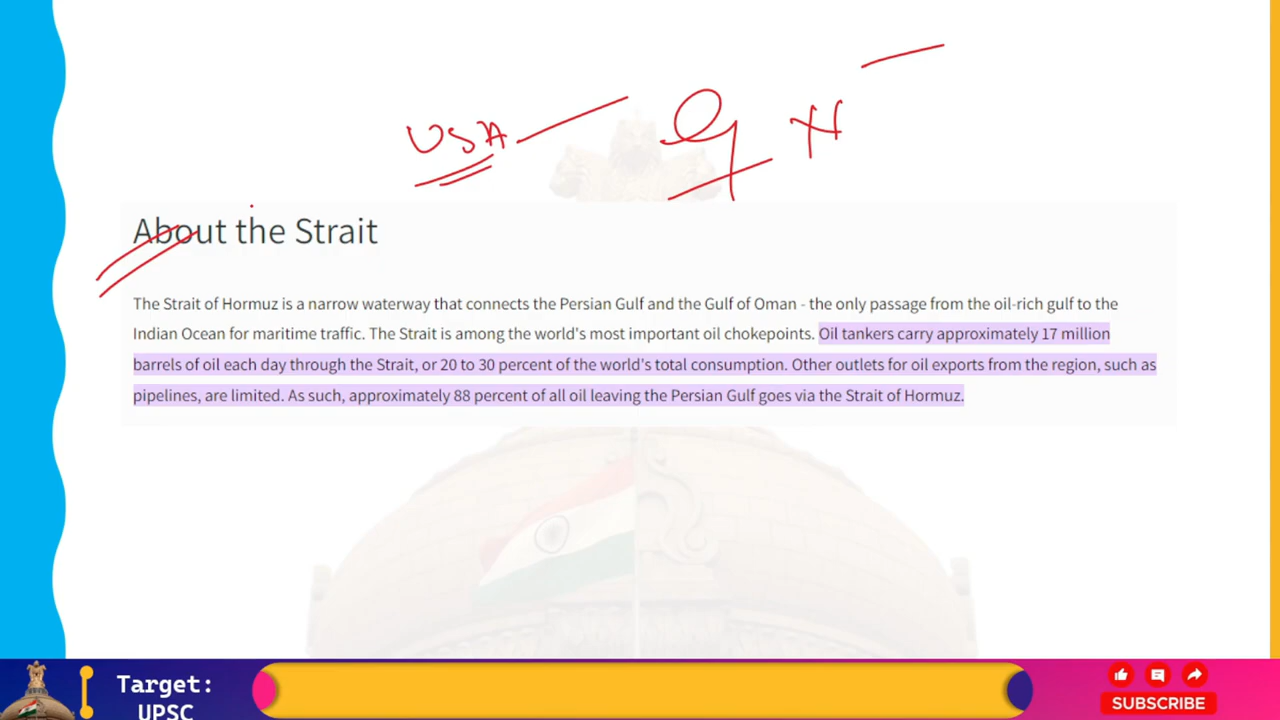 USA
About the Strait
The Strait of Hormuz is a narrow waterway that connects the Persian Gulf and the Gulf of Oman - the only passage from the oil-rich gulf to the
Indian Ocean for maritime traffic. The Strait is among the world's most important oil chokepoints. Oil tankers carry approximately 17 million
barrels of oil each day through the Strait, or 20 to 30 percent of the world's total consumption. Other outlets for oil exports from the region, such as
pipelines, are limited. As such, approximately 88 percent of all oil leaving the Persian Gulf goes via the Strait of Hormuz.
Target:
UPSC
SUBSCRIBE